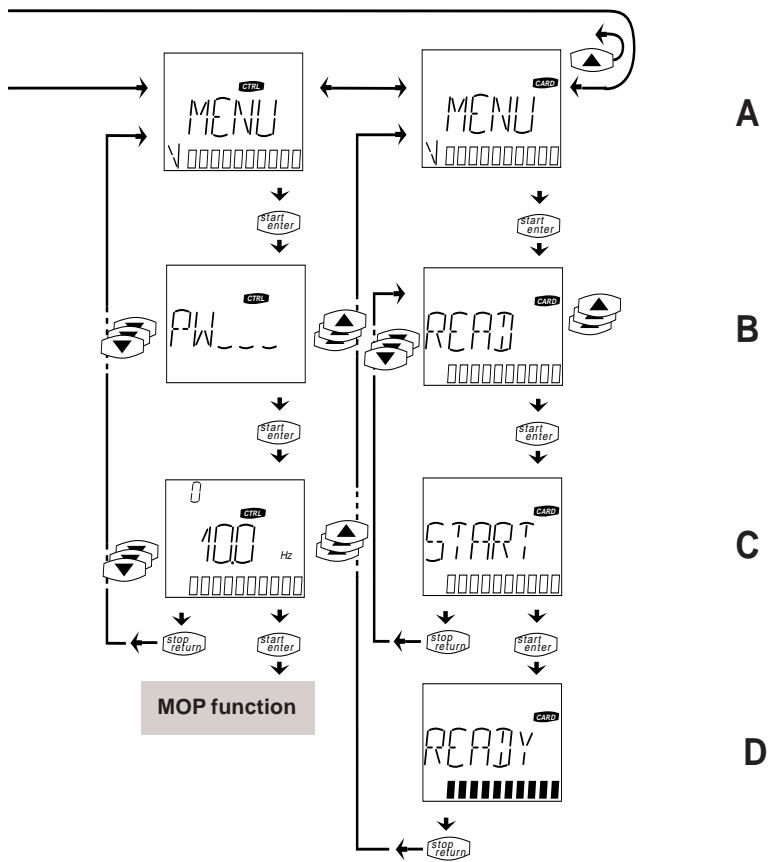 CTRL
MENU
CARD
MENU
A
start enter
start enter
CTRL
PW___
CARD
READ
B
start enter
start enter
0
CTRL
10.0 Hz
CARD
START
C
stop return
start enter
stop return
start enter
MOP function
CARD
READY
D
stop return